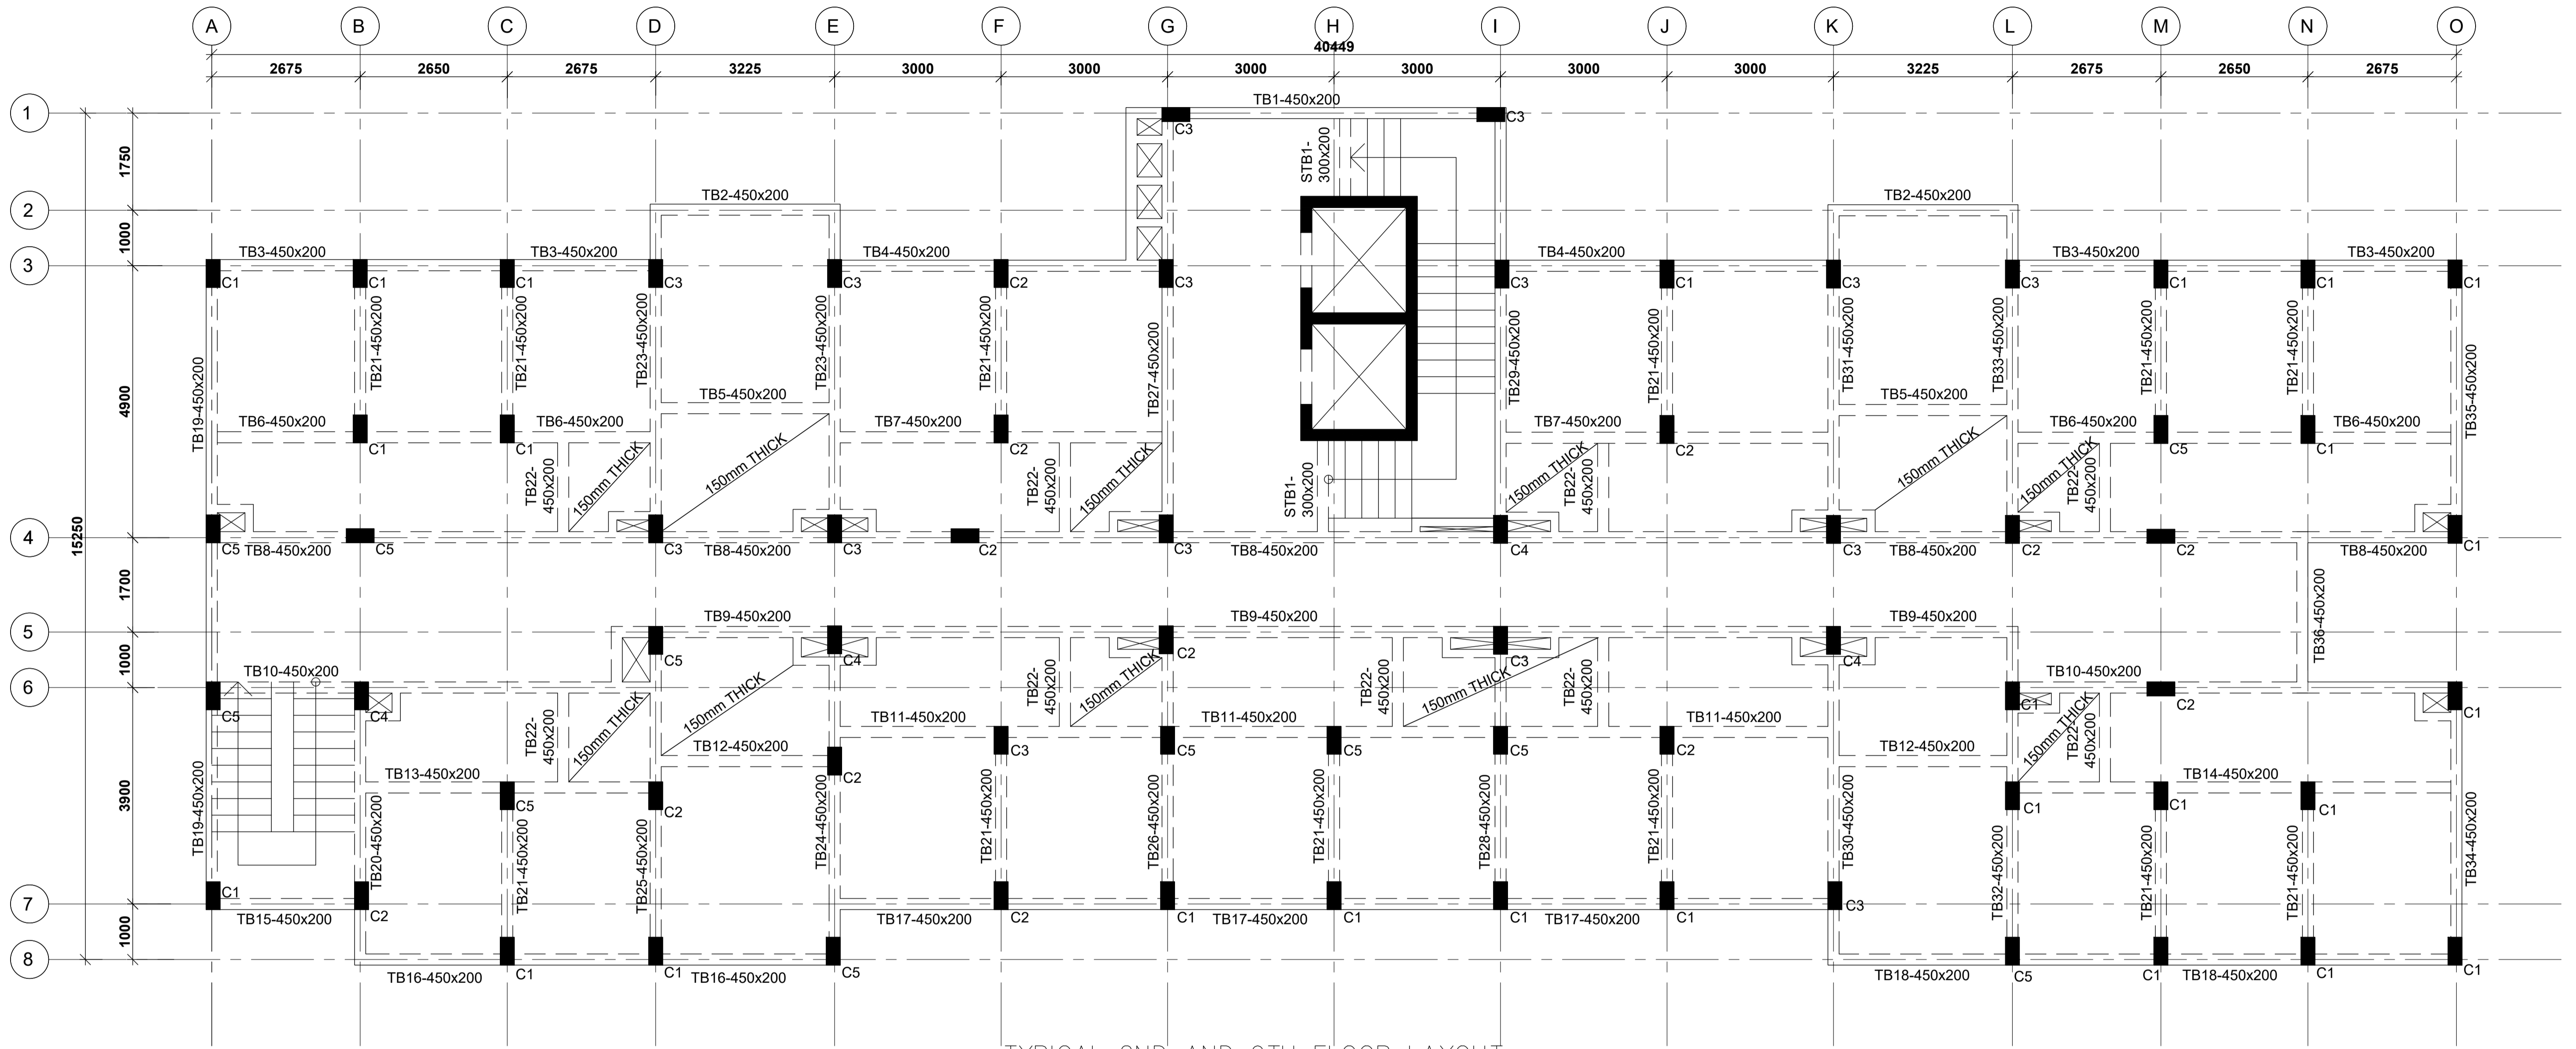 A B C D E F G H I J K L M N O
40449
2675 2650 2675 3225 3000 3000 3000 3000 3000 3000 3225 2675 2650 2675
1
TB1-450x200
C3 C3
1750
STB1-
300x200
2
TB2-450x200 TB2-450x200
1000
3
TB3-450x200 TB3-450x200 TB4-450x200 TB4-450x200 TB3-450x200 TB3-450x200
C1 C1 C1 C3 C3 C2 C3 C3 C1 C3 C3 C1 C1 C1
4900
TB19-450x200 TB21-450x200 TB21-450x200 TB23-450x200 TB23-450x200 TB21-450x200 TB27-450x200 TB29-450x200 TB21-450x200 TB31-450x200 TB33-450x200 TB21-450x200 TB21-450x200 TB35-450x200
TB5-450x200 TB5-450x200
TB6-450x200 TB6-450x200 TB7-450x200 TB7-450x200 TB6-450x200 TB6-450x200
C1 C1 C2 C2 C5 C1
TB22-
450x200
150mm THICK
150mm THICK
TB22-
450x200
150mm THICK
STB1-
300x200
150mm THICK
TB22-
450x200
150mm THICK
150mm THICK
TB22-
450x200
4
15250
C5 C5 C3 C3 C2 C3 C4 C3 C2 C2 C1
TB8-450x200 TB8-450x200 TB8-450x200 TB8-450x200 TB8-450x200
1700
TB36-450x200
5
TB9-450x200 TB9-450x200 TB9-450x200
C5 C4 C2 C3 C4
1000
6
TB10-450x200 TB10-450x200
C5 C4 C1 C2 C1
TB22-
450x200
150mm THICK
150mm THICK
TB22-
450x200
150mm THICK
TB22-
450x200
150mm THICK
TB22-
450x200
150mm THICK
TB22-
450x200
TB11-450x200 TB11-450x200 TB11-450x200
C3 C5 C5 C5 C2
TB12-450x200 TB12-450x200
C2
3900
TB13-450x200 TB14-450x200
C5 C2 C1 C1 C1
TB19-450x200 TB20-450x200 TB21-450x200 TB25-450x200 TB24-450x200 TB21-450x200 TB26-450x200 TB21-450x200 TB28-450x200 TB21-450x200 TB30-450x200 TB32-450x200 TB21-450x200 TB21-450x200 TB34-450x200
7
C1 C2 C2 C1 C1 C1 C1 C3
TB15-450x200 TB17-450x200 TB17-450x200 TB17-450x200
1000
8
C1 C1 C5 C5 C1 C1 C1
TB16-450x200 TB16-450x200 TB18-450x200 TB18-450x200
TYPICAL 2ND AND 8TH FLOOR LAYOUT